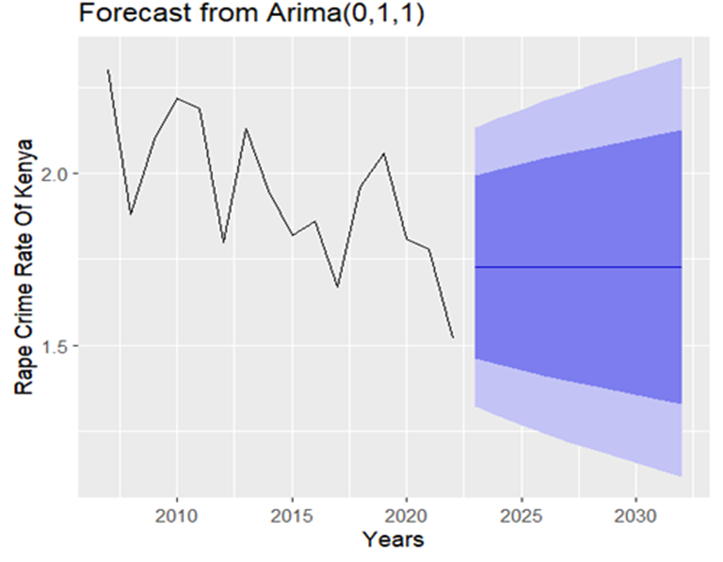 Forecast from Arima(0,1,1)
Rape Crime Rate Of Kenya
2.0
1.5
2010 2015 2020 2025 2030
Years